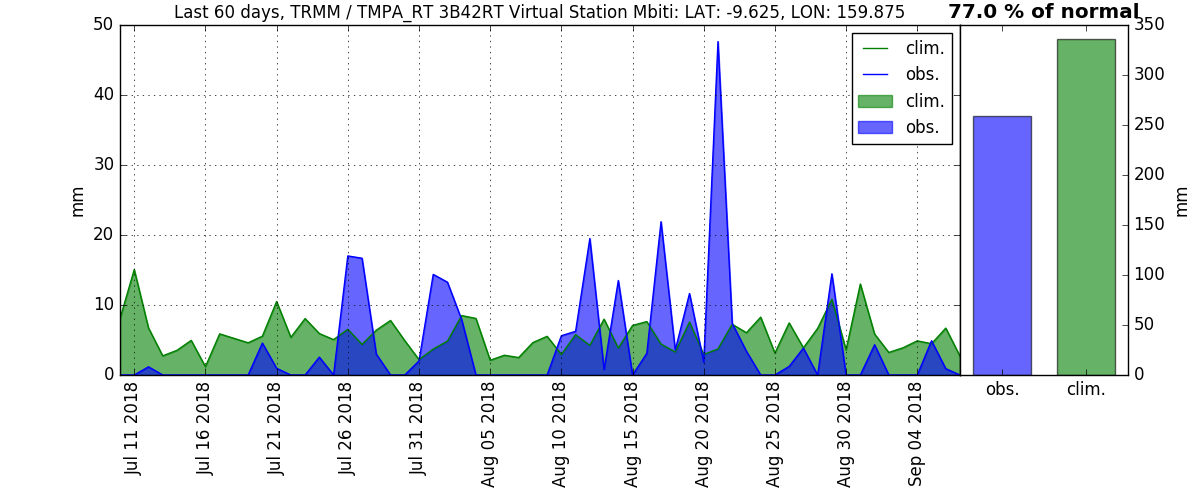 Last 60 days, TRMM / TMPA_RT 3B42RT Virtual Station Mbiti: LAT: -9.625, LON: 159.875
77.0 % of normal
mm
50
40
30
20
10
0
clim.
obs.
clim.
obs.
Jul 11 2018
Jul 16 2018
Jul 21 2018
Jul 26 2018
Jul 31 2018
Aug 05 2018
Aug 10 2018
Aug 15 2018
Aug 20 2018
Aug 25 2018
Aug 30 2018
Sep 04 2018
350
300
250
200
150
100
50
0
mm
obs.
clim.